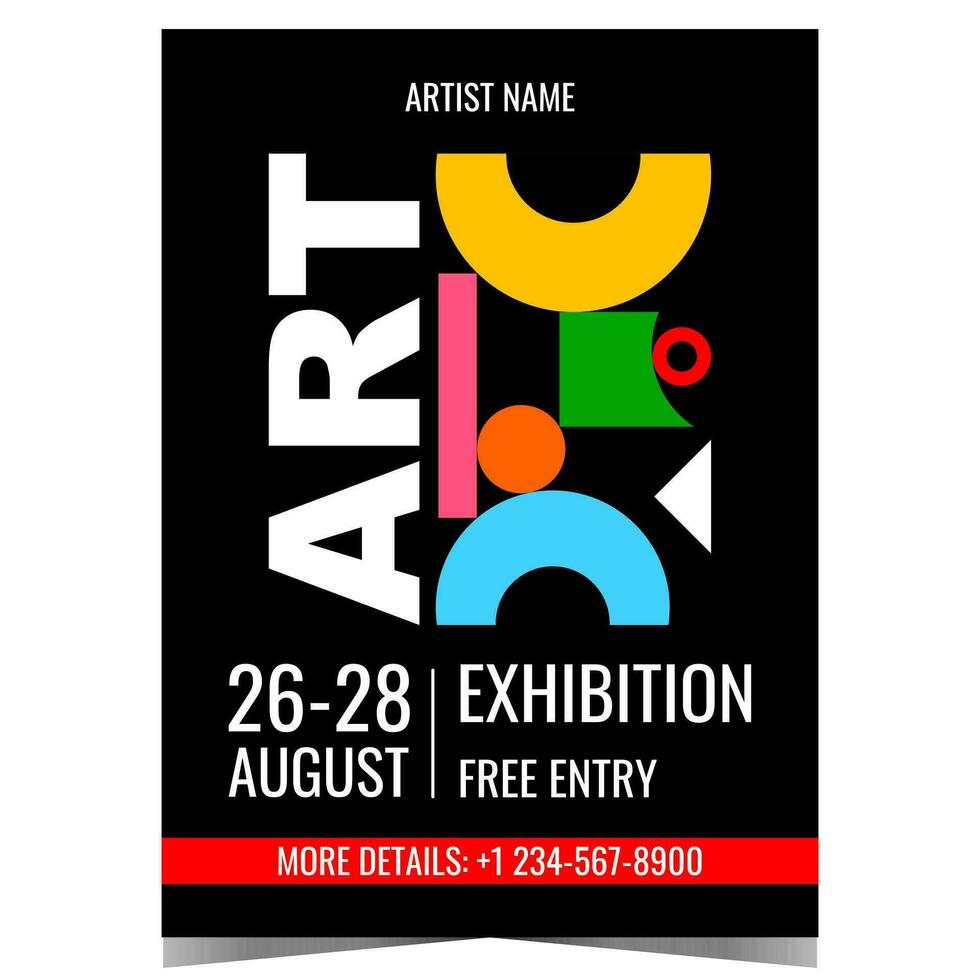 ARTIST NAME
ART
26-28
AUGUST
EXHIBITION
FREE ENTRY
MORE DETAILS: +1 234-567-8900